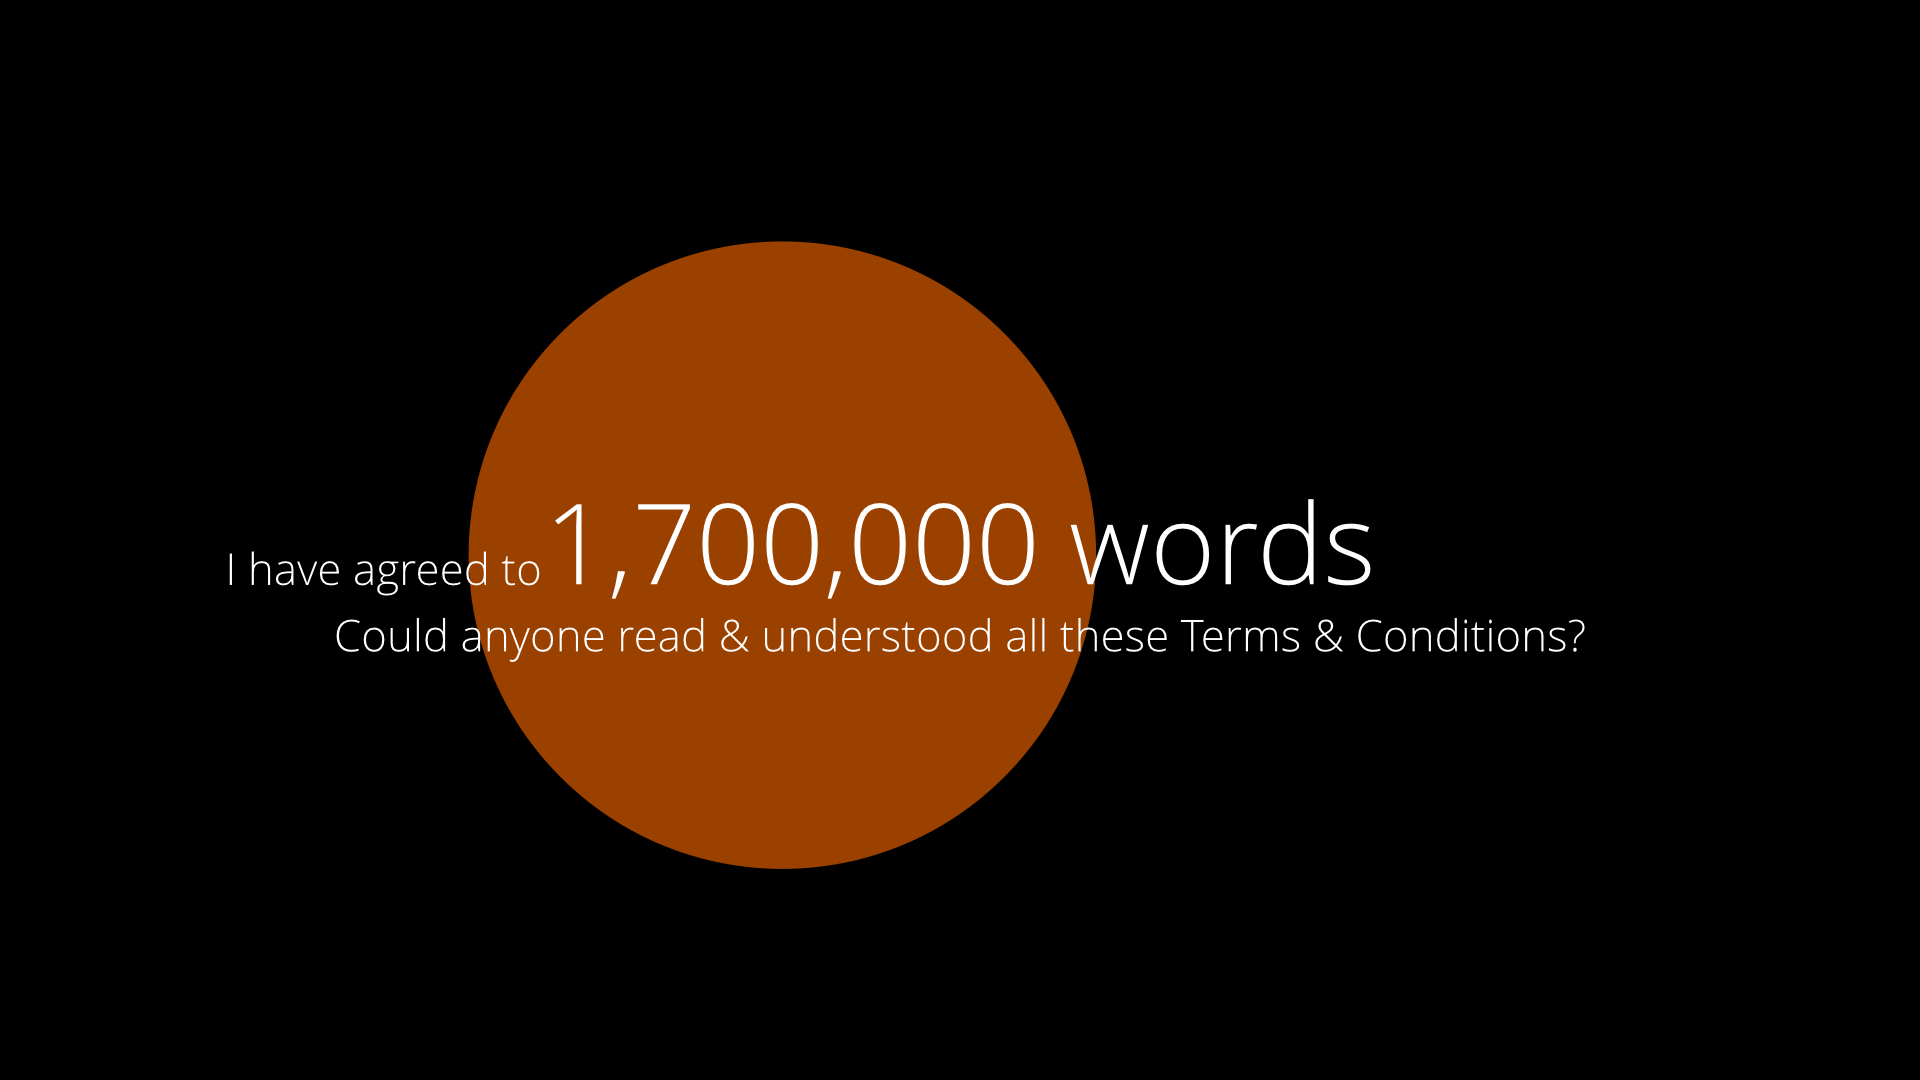 I have agreed to 1,700,000 words
Could anyone read & understood all these Terms & Conditions?